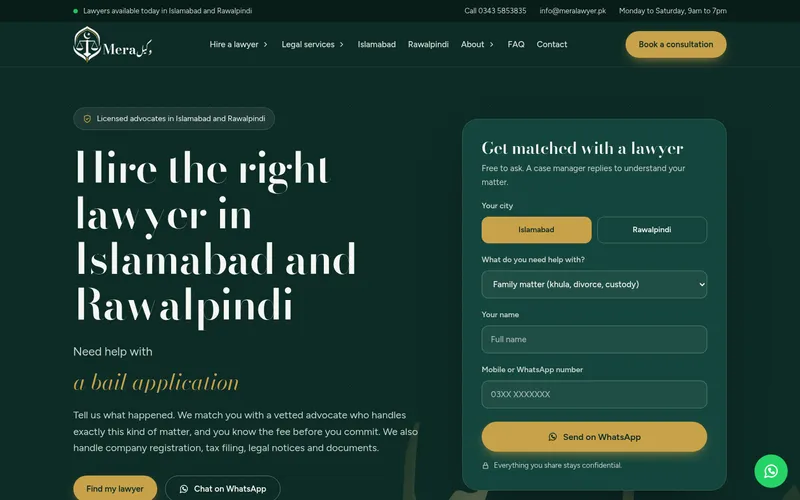 Lawyers available today in Islamabad and Rawalpindi
Call 0343 5853835
info@meralawyer.pk
Monday to Saturday, 9am to 7pm
Mera وکیل
Hire a lawyer
Legal services
Islamabad
Rawalpindi
About
FAQ
Contact
Book a consultation
Licensed advocates in Islamabad and Rawalpindi
Hire the right
lawyer in
Islamabad and
Rawalpindi
Need help with
a bail application
Tell us what happened. We match you with a vetted advocate who handles
exactly this kind of matter, and you know the fee before you commit. We also
handle company registration, tax filing, legal notices and documents.
Find my lawyer
Chat on WhatsApp
Get matched with a lawyer
Free to ask. A case manager replies to understand your
matter.
Your city
Islamabad
Rawalpindi
What do you need help with?
Family matter (khula, divorce, custody)
Your name
Full name
Mobile or WhatsApp number
03XX XXXXXXX
Send on WhatsApp
Everything you share stays confidential.